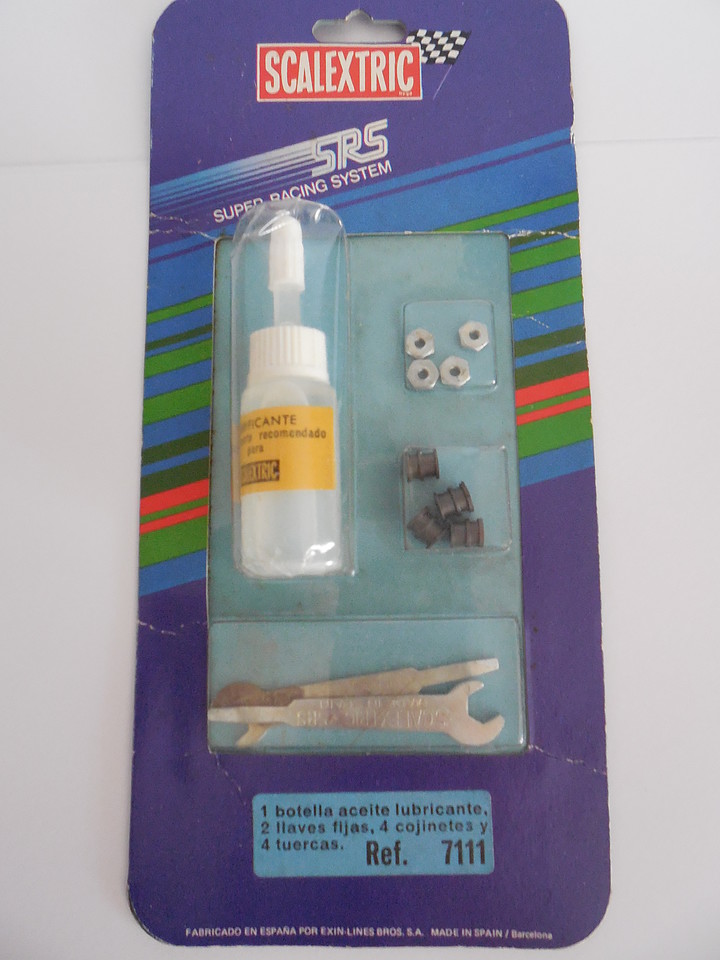 SCALEXTRIC
SRS
SUPER RACING SYSTEM
recomendado
para
1 botella aceite lubricante,
2 llaves fijas, 4 cojinetes y
4 tuercas.
Ref. 7111
FABRICADO EN ESPAÑA POR EXIN-LINES BROS. S.A. MADE IN SPAIN / Barcelona